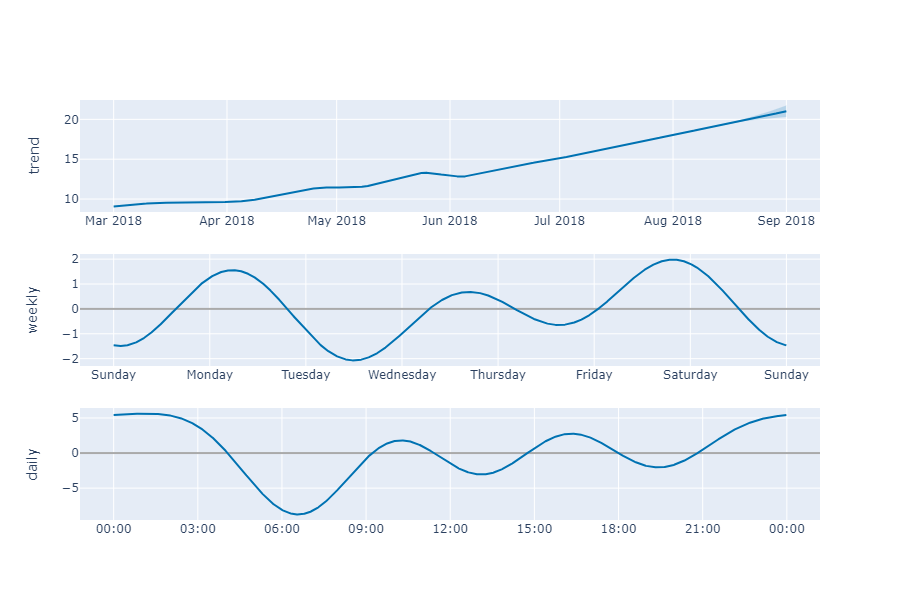 trend
20
15
10
Mar 2018 Apr 2018 May 2018 Jun 2018 Jul 2018 Aug 2018 Sep 2018
weekly
2
1
0
−1
−2
Sunday Monday Tuesday Wednesday Thursday Friday Saturday Sunday
daily
5
0
−5
00:00 03:00 06:00 09:00 12:00 15:00 18:00 21:00 00:00